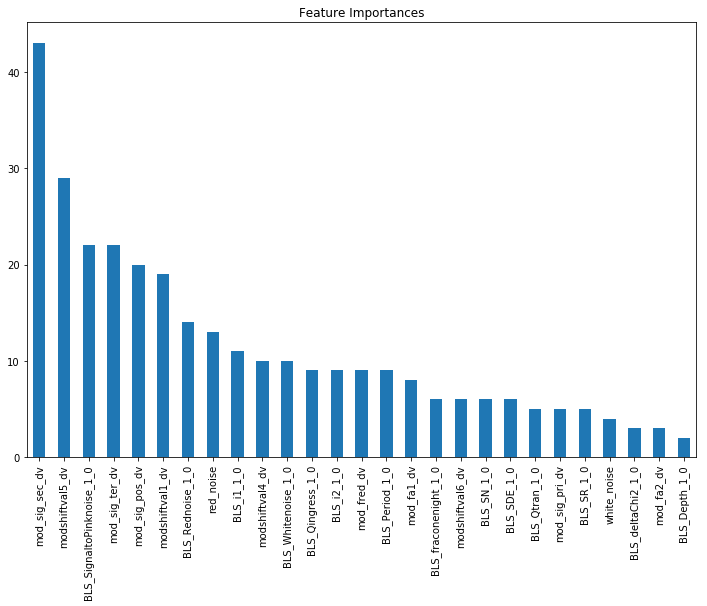 Feature Importances
40
30
20
10
0
mod_sig_sec_dv
modshiftval5_dv
BLS_SignaltoPinknoise_1_0
mod_sig_ter_dv
mod_sig_pos_dv
modshiftval1_dv
BLS_Rednoise_1_0
red_noise
BLS_i1_1_0
modshiftval4_dv
BLS_Whitenoise_1_0
BLS_Qingress_1_0
BLS_i2_1_0
mod_fred_dv
BLS_Period_1_0
mod_fa1_dv
BLS_fraconenight_1_0
modshiftval6_dv
BLS_SN_1_0
BLS_SDE_1_0
BLS_Qtran_1_0
mod_sig_pri_dv
BLS_SR_1_0
white_noise
BLS_deltaChi2_1_0
mod_fa2_dv
BLS_Depth_1_0